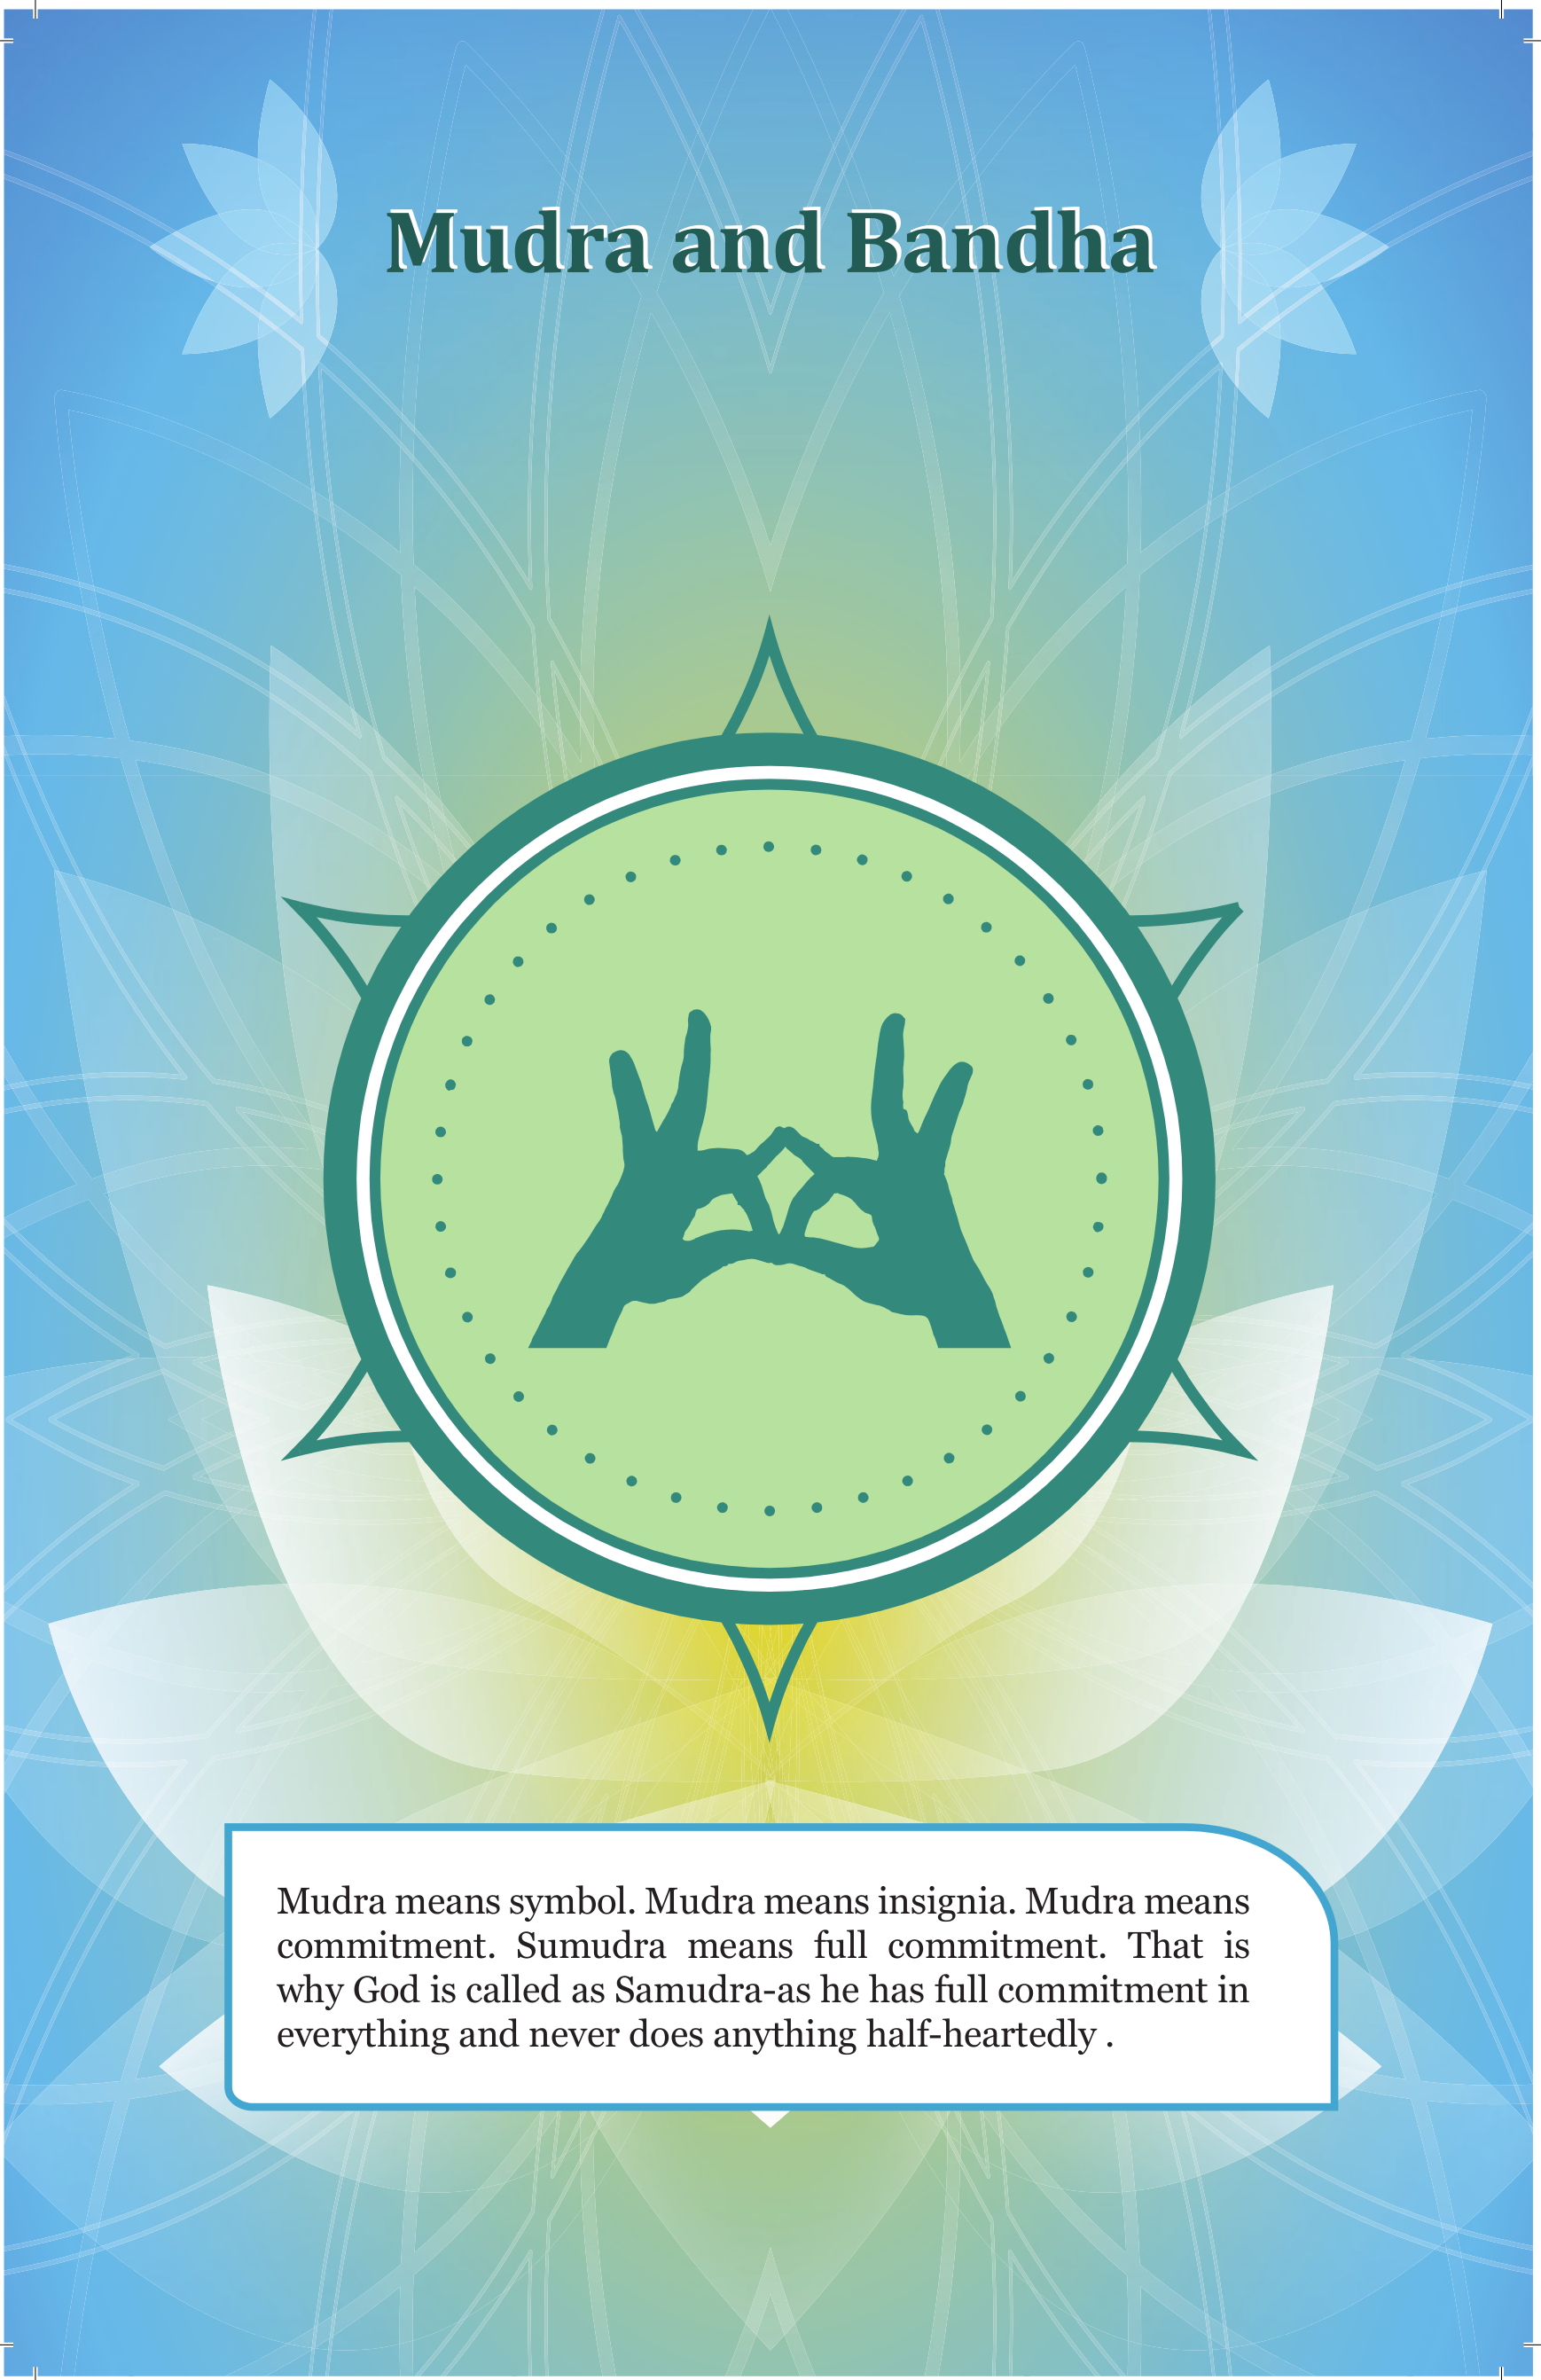 Mudra and Bandha
Mudra means symbol. Mudra means insignia. Mudra means
commitment. Sumudra means full commitment. That is
why God is called as Samudra-as he has full commitment in
everything and never does anything half-heartedly .